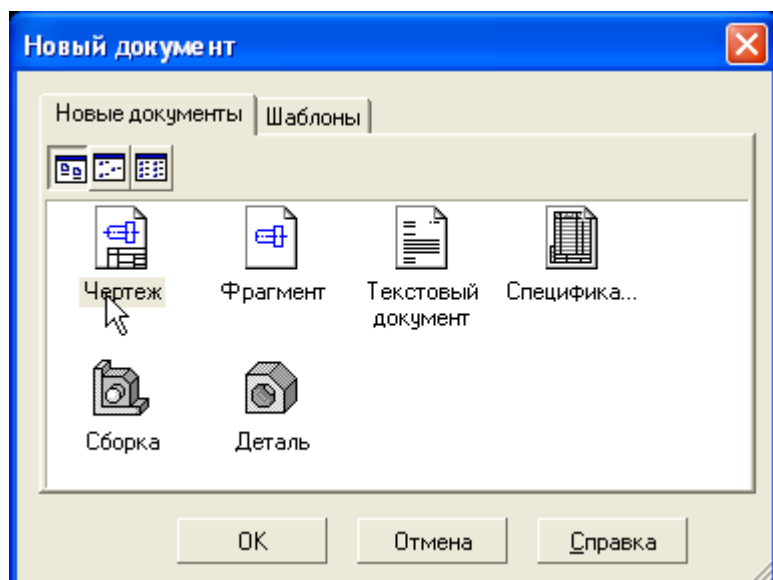 Новый документ
Новые документы Шаблоны
Чертеж Фрагмент Текстовый документ Специфика...
Сборка Деталь
OK Отмена Справка